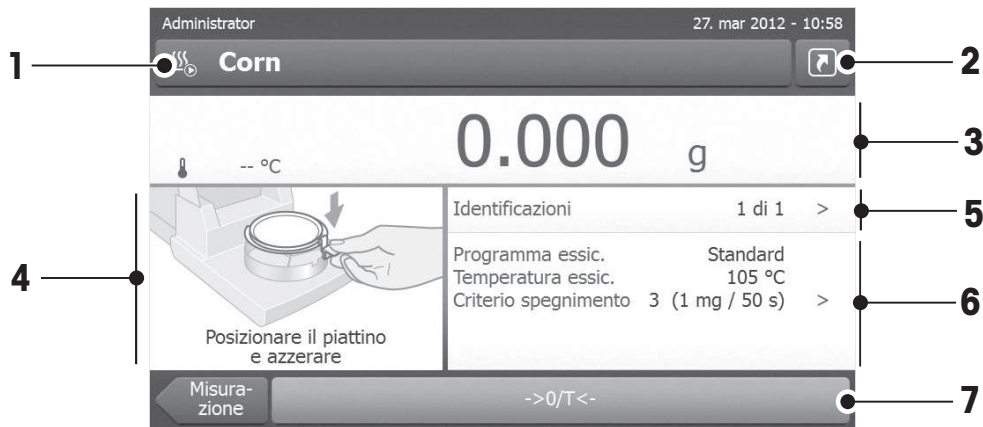 Administrator 27. mar 2012 - 10:58
1 Corn 2
0.000 g
-- °C
3
Identificazioni 1 di 1 >
5
4
Programma essic. Standard
Temperatura essic. 105 °C
Criterio spegnimento 3 (1 mg / 50 s) >
6
Posizionare il piattino
e azzerare
Misura-
zione
->0/T<-
7